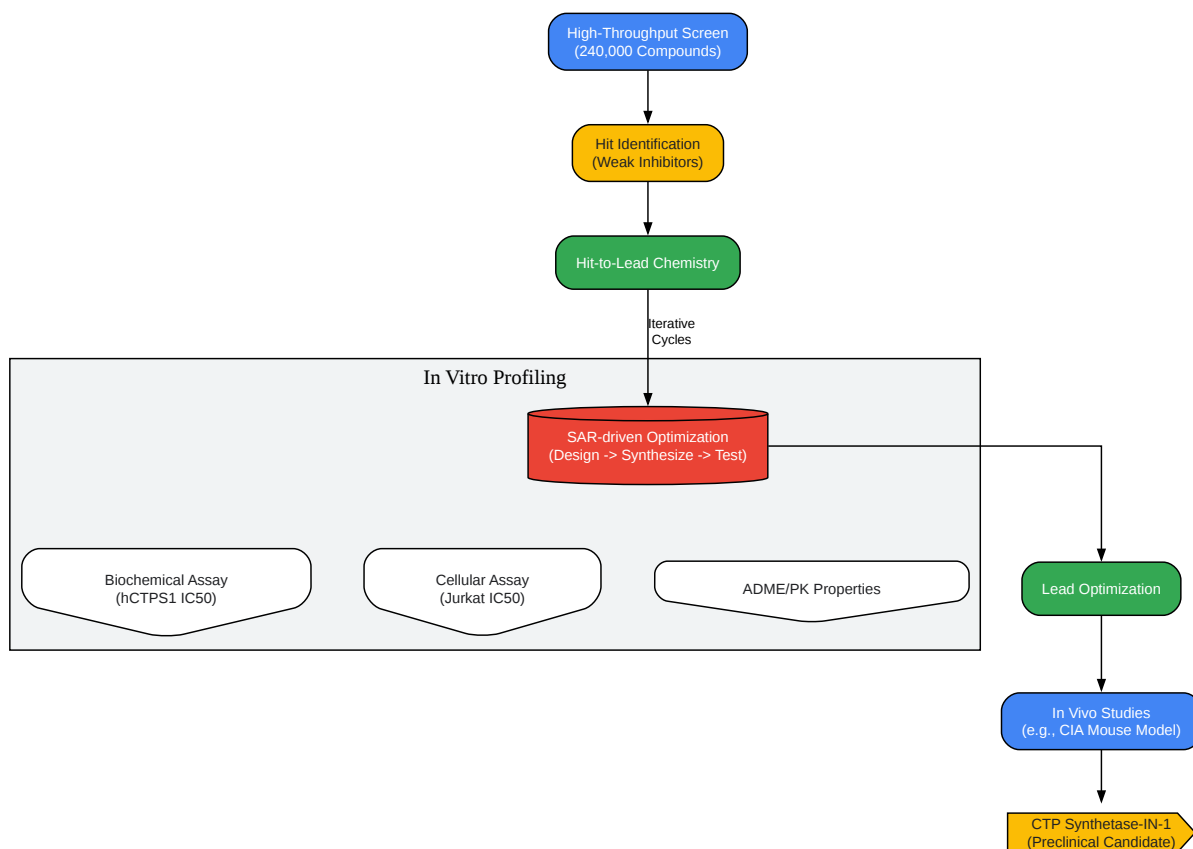 High-Throughput Screen
(240,000 Compounds)
Hit Identification
(Weak Inhibitors)
Hit-to-Lead Chemistry
Iterative
Cycles
In Vitro Profiling
SAR-driven Optimization
(Design -> Synthesize -> Test)
Biochemical Assay
(hCTPS1 IC50)
Cellular Assay
(Jurkat IC50)
ADME/PK Properties
Lead Optimization
In Vivo Studies
(e.g., CIA Mouse Model)
CTP Synthetase-IN-1
(Preclinical Candidate)